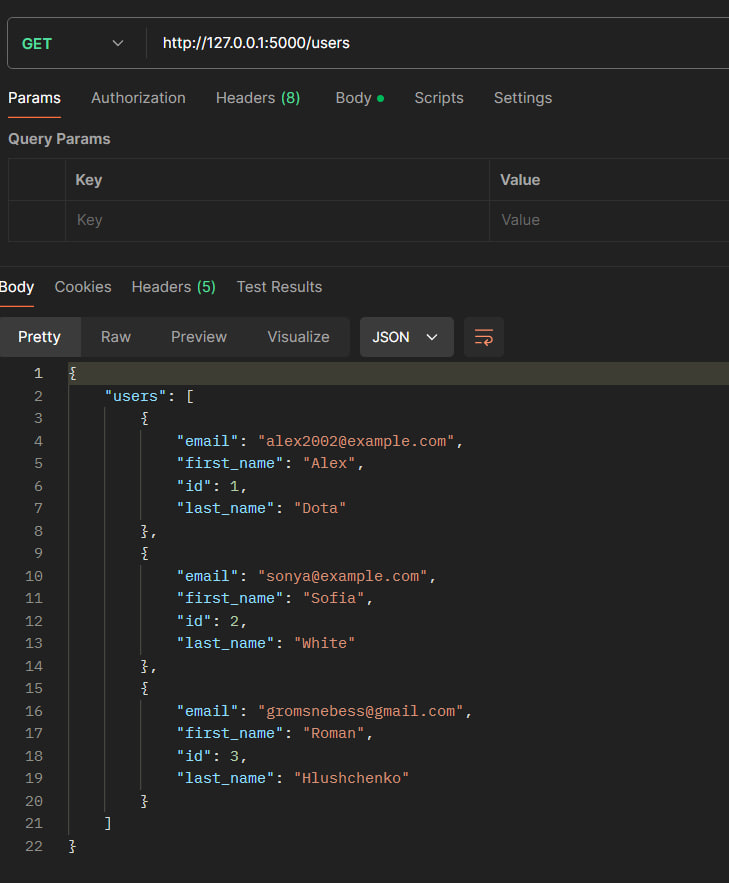 GET http://127.0.0.1:5000/users
Params Authorization Headers (8) Body Scripts Settings
Query Params
Key Value
Key Value
Body Cookies Headers (5) Test Results
Pretty Raw Preview Visualize JSON
1 {
2 "users": [
3 {
4 "email": "alex2002@example.com",
5 "first_name": "Alex",
6 "id": 1,
7 "last_name": "Dota"
8 },
9 {
10 "email": "sonya@example.com",
11 "first_name": "Sofia",
12 "id": 2,
13 "last_name": "White"
14 },
15 {
16 "email": "gromsnebess@gmail.com",
17 "first_name": "Roman",
18 "id": 3,
19 "last_name": "Hlushchenko"
20 }
21 ]
22 }